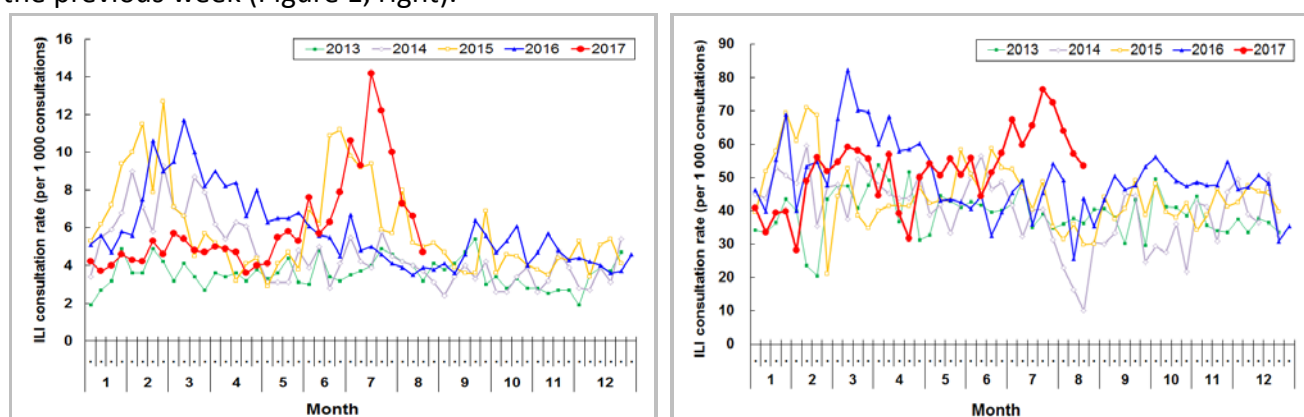 the previous week (Figure 1, right).
ILI consultation rate (per 1 000 consultations)
16
14
12
10
8
6
4
2
0
2013 2014 2015 2016 2017
1 2 3 4 5 6 7 8 9 10 11 12
Month
ILI consultation rate (per 1 000 consultations)
90
80
70
60
50
40
30
20
10
0
2013 2014 2015 2016 2017
1 2 3 4 5 6 7 8 9 10 11 12
Month